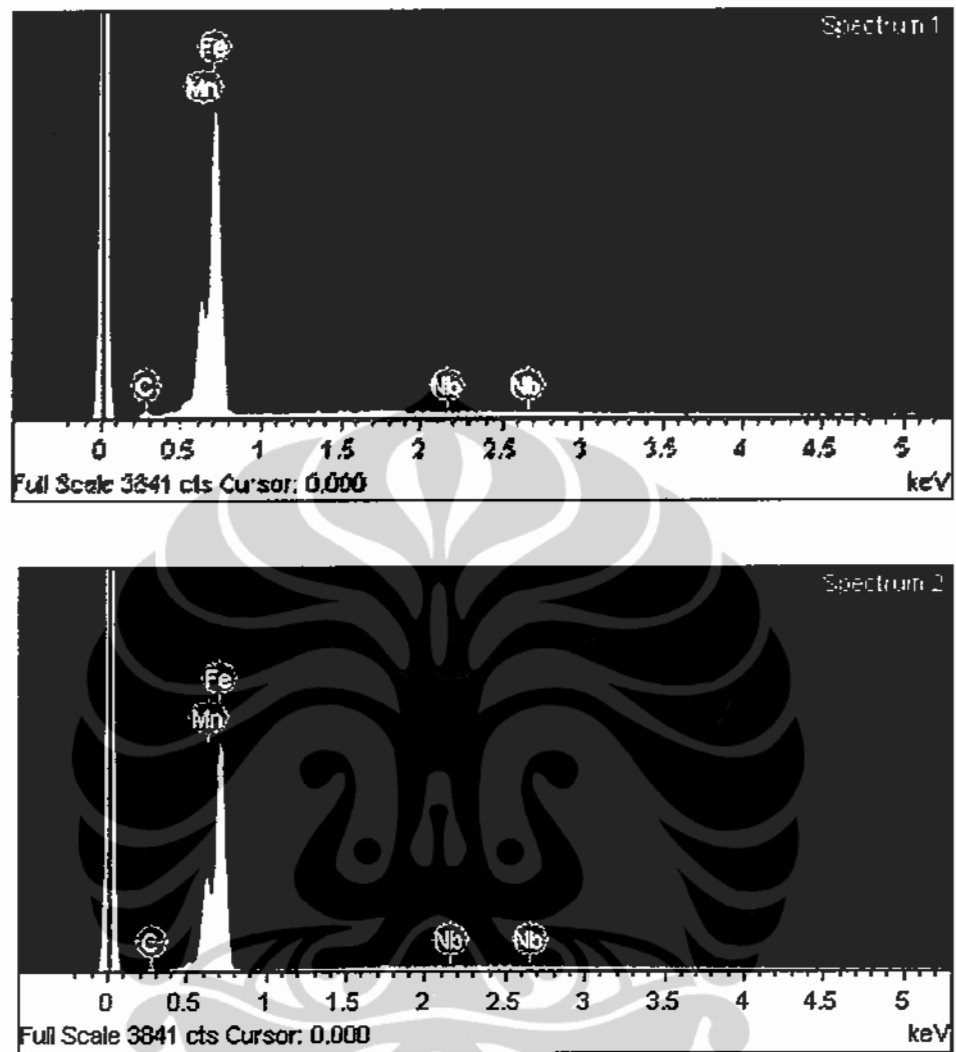 Spectrum 1
Fe
Mn
C Nb Nb
0 0.5 1 1.5 2 2.5 3 3.5 4 4.5 5
Full Scale 3841 cts Cursor: 0.000 keV
Spectrum 2
Fe
Mn
C Nb Nb
0 0.5 1 1.5 2 2.5 3 3.5 4 4.5 5
Full Scale 3841 cts Cursor: 0.000 keV